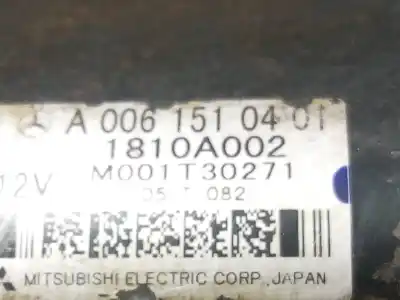 A 006 151 04 01
1810A002
12V M001T30271
082
MITSUBISHI ELECTRIC CORP., JAPAN